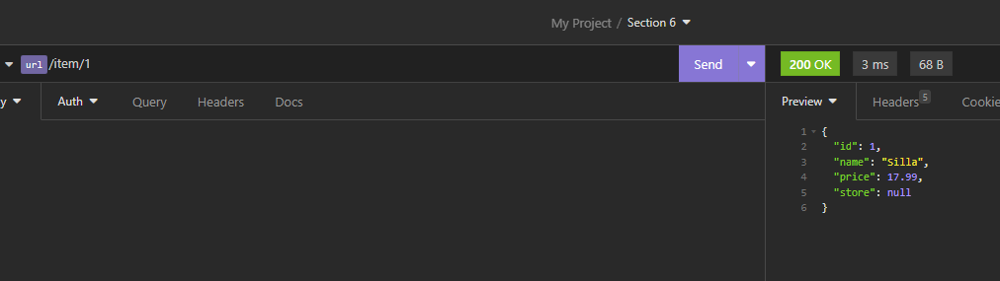 My Project / Section 6
url /item/1
Send
200 OK
3 ms
68 B
y
Auth
Query
Headers
Docs
Preview
Headers 5
Cookie
1 {
2 "id": 1,
3 "name": "Silla",
4 "price": 17.99,
5 "store": null
6 }